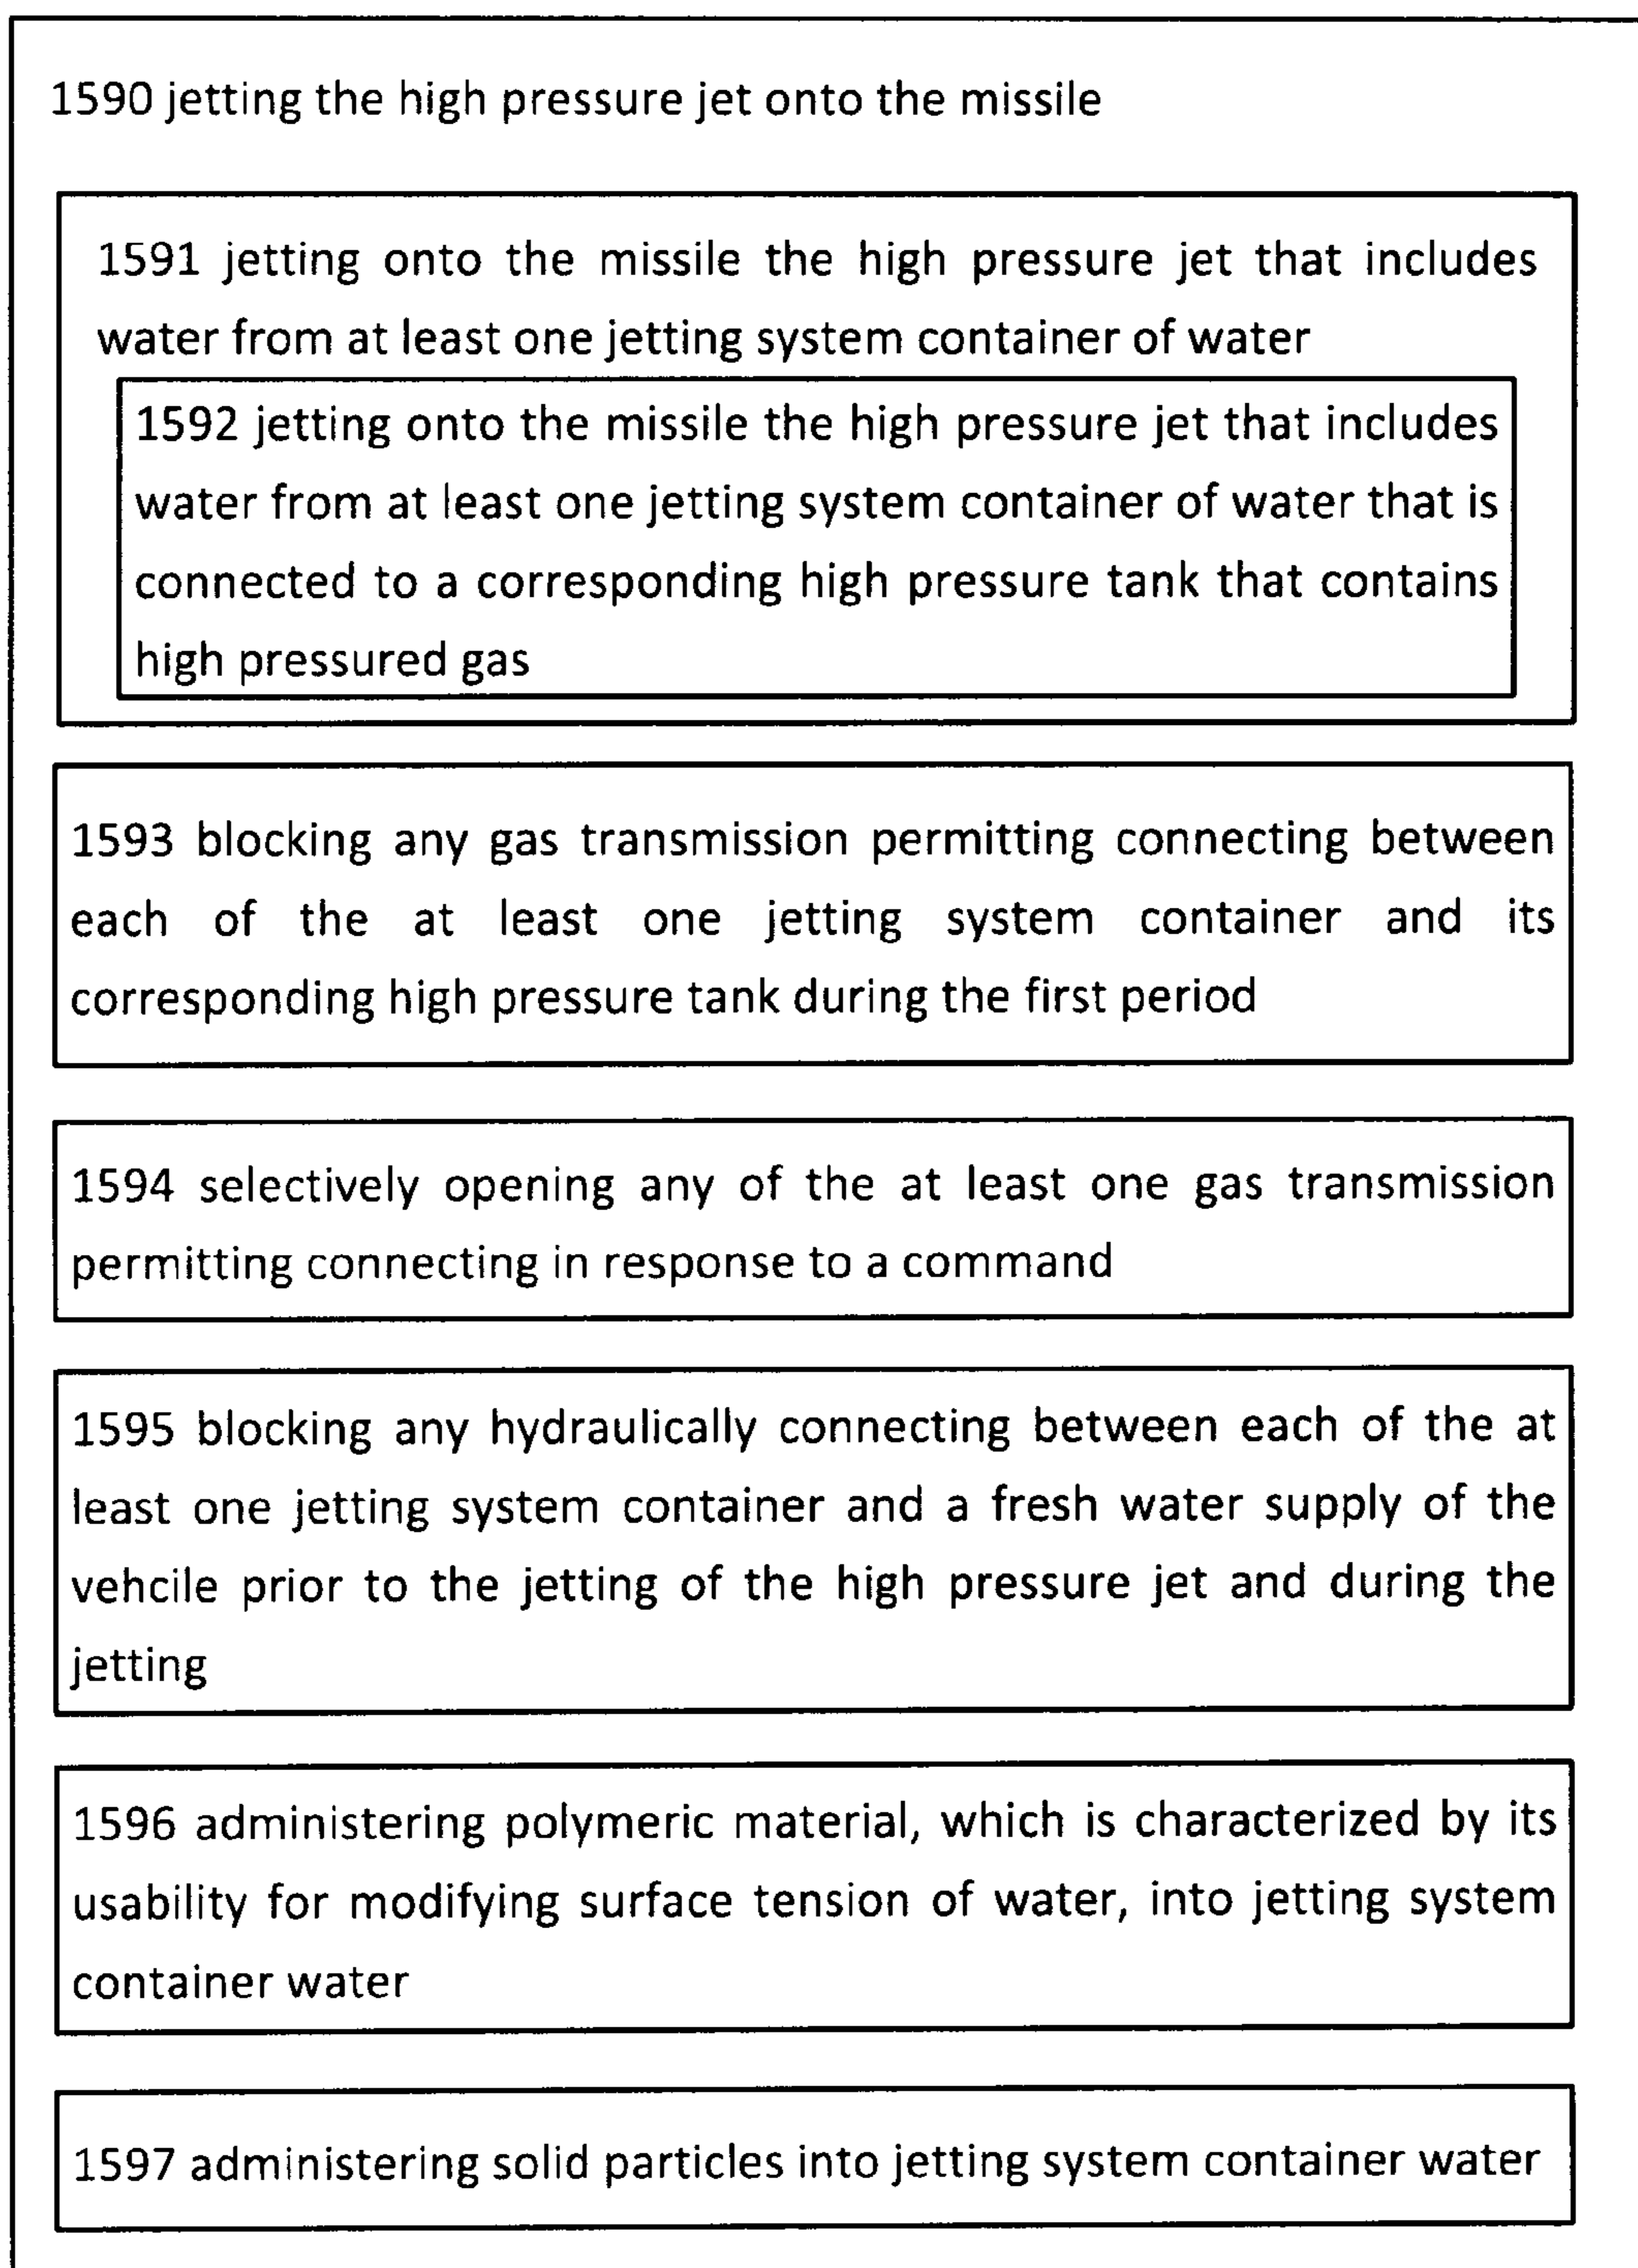 1590 jetting the high pressure jet onto the missile
1591 jetting onto the missile the high pressure jet that includes
water from at least one jetting system container of water
1592 jetting onto the missile the high pressure jet that includes
water from at least one jetting system container of water that is
connected to a corresponding high pressure tank that contains
high pressured gas
1593 blocking any gas transmission permitting connecting between
each of the at least one jetting system container and its
corresponding high pressure tank during the first period
1594 selectively opening any of the at least one gas transmission
permitting connecting in response to a command
1595 blocking any hydraulically connecting between each of the at
least one jetting system container and a fresh water supply of the
vehcile prior to the jetting of the high pressure jet and during the
jetting
1596 administering polymeric material, which is characterized by its
usability for modifying surface tension of water, into jetting system
container water
1597 administering solid particles into jetting system container water